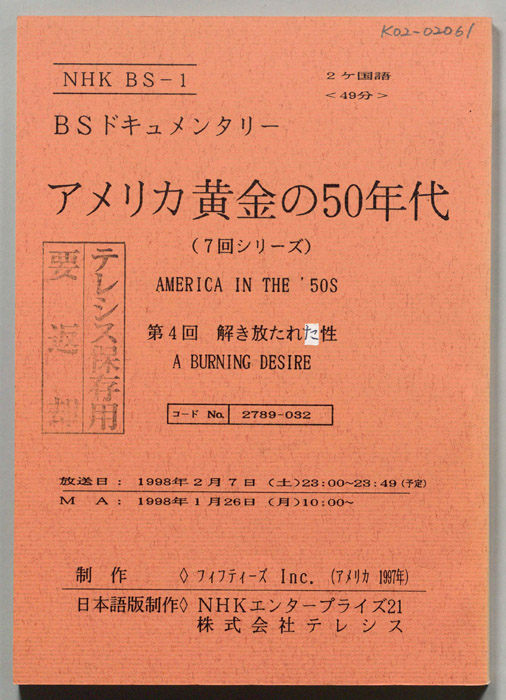 K02-02061
NHK BS-1
2ヶ国語
<49分>
BSドキュメンタリー
アメリカ黄金の50年代
(7回シリーズ)
AMERICA IN THE '50S
テレシス保存用
要返却
第4回 解き放たれた性
A BURNING DESIRE
コード No. 2789-032
放送日: 1998年2月7日 (土)23:00~23:49(予定)
MA: 1998年1月26日 (月)10:00~
制作 ◇ フィフティーズ Inc. (アメリカ 1997年)
日本語版制作◇ NHKエンタープライズ21
株式会社テレシス